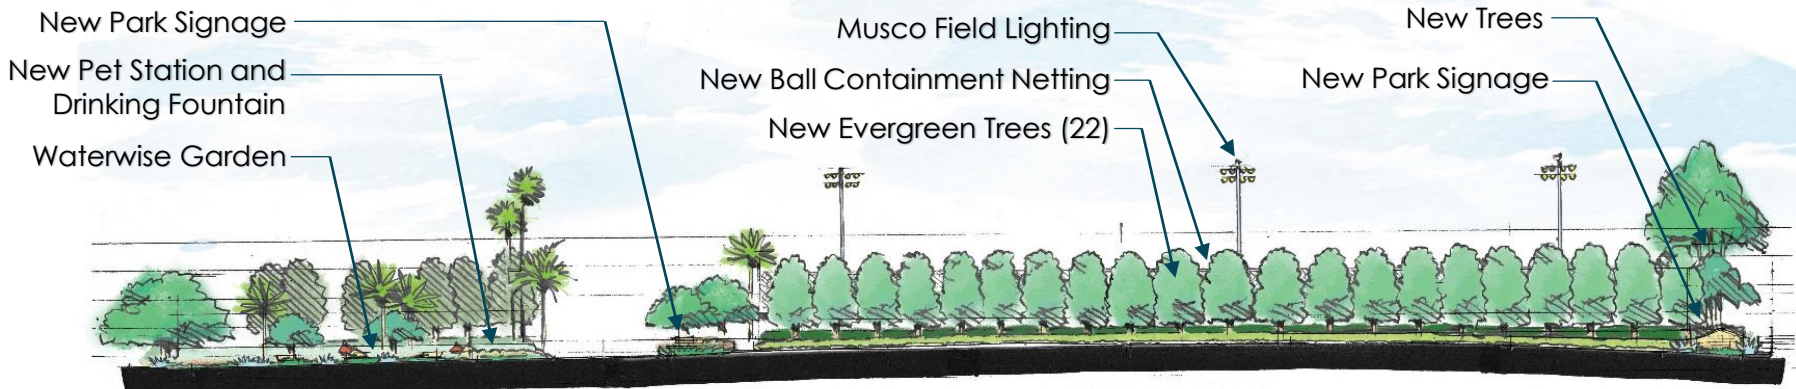 New Park Signage
New Pet Station and
Drinking Fountain
Waterwise Garden
Musco Field Lighting
New Ball Containment Netting
New Evergreen Trees (22)
New Trees
New Park Signage